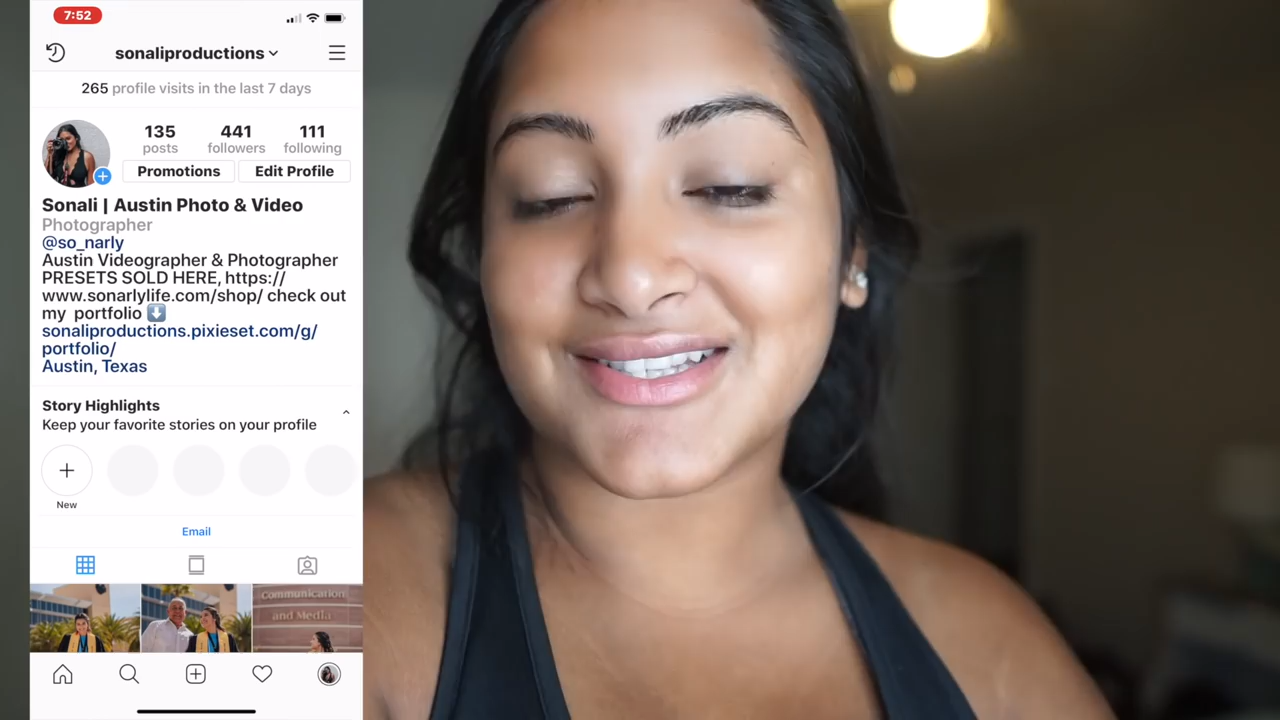 7:52
sonaliproductions
265 profile visits in the last 7 days
135 441 111
posts followers following
Promotions Edit Profile
Sonali | Austin Photo & Video
Photographer
@so_narly
Austin Videographer & Photographer
PRESETS SOLD HERE, https://
www.sonarlylife.com/shop/ check out
my portfolio
sonaliproductions.pixieset.com/g/
portfolio/
Austin, Texas
Story Highlights
Keep your favorite stories on your profile
New
Email
Communication
and Media